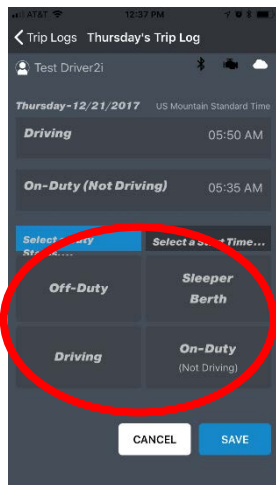 AT&T 12:37 PM
Trip Logs Thursday's Trip Log
Test Driver2i
Thursday-12/21/2017 US Mountain Standard Time
Driving 05:50 AM
On-Duty (Not Driving) 05:35 AM
Select a Duty Select a Start Time...
Off-Duty
Sleeper
Berth
Driving
On-Duty
(Not Driving)
CANCEL SAVE